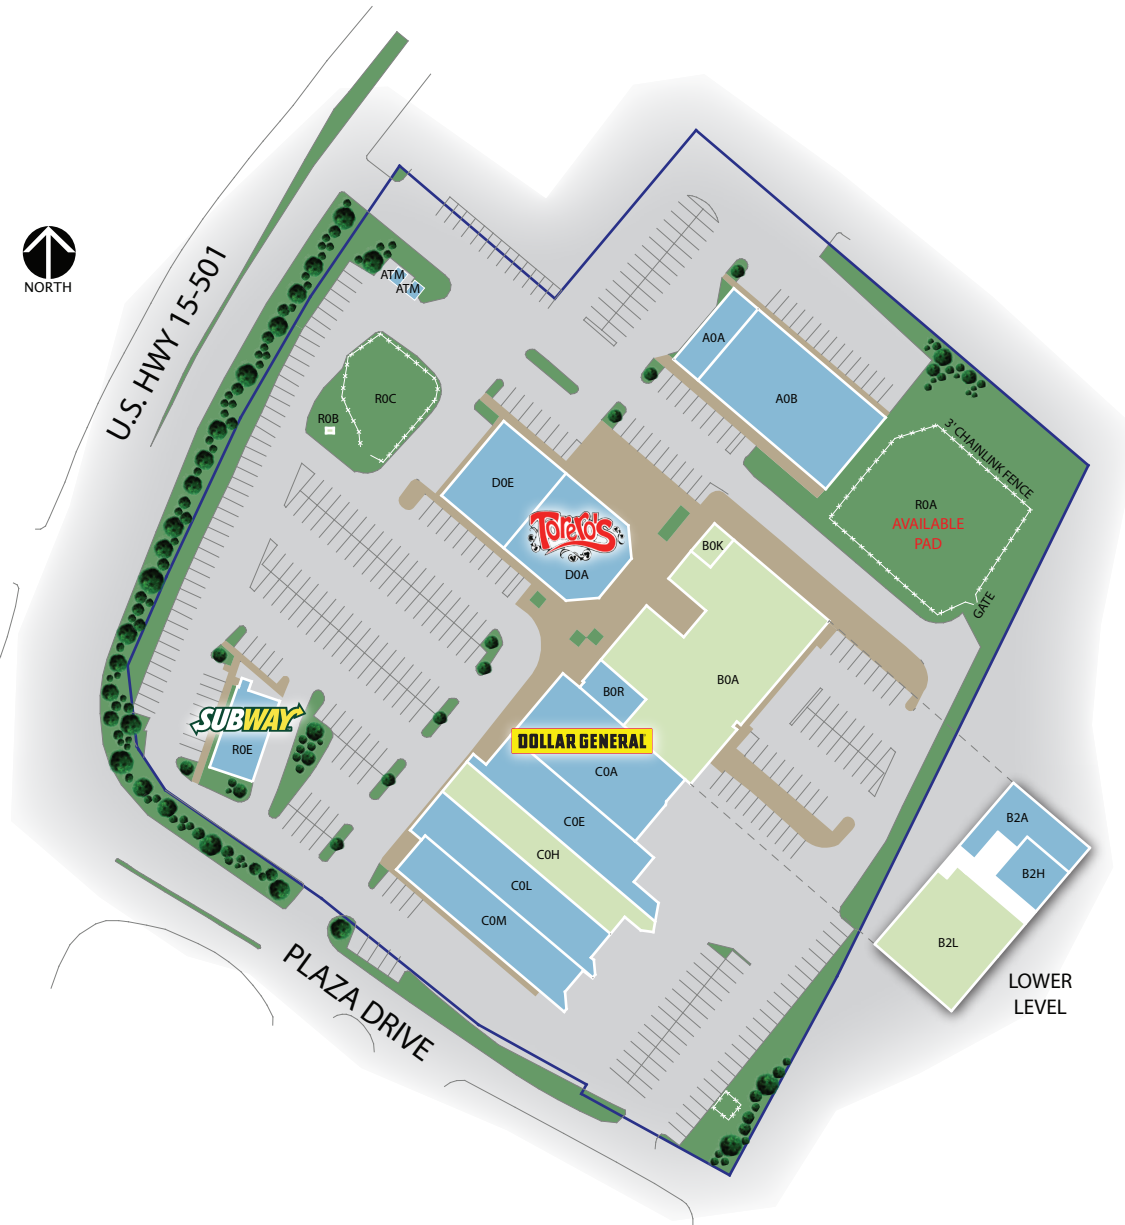 U.S. HWY 15-501
NORTH
ATM
ATM
A0A
A0B
R0C
R0B
3' CHAINLINK FENCE
D0E
R0A
AVAILABLE
PAD
Torero's
B0K
D0A
GATE
B0A
B0R
SUBWAY
R0E
DOLLAR GENERAL
C0A
C0E
B2A
C0H
B2H
C0L
C0M
B2L
PLAZA DRIVE
LOWER
LEVEL